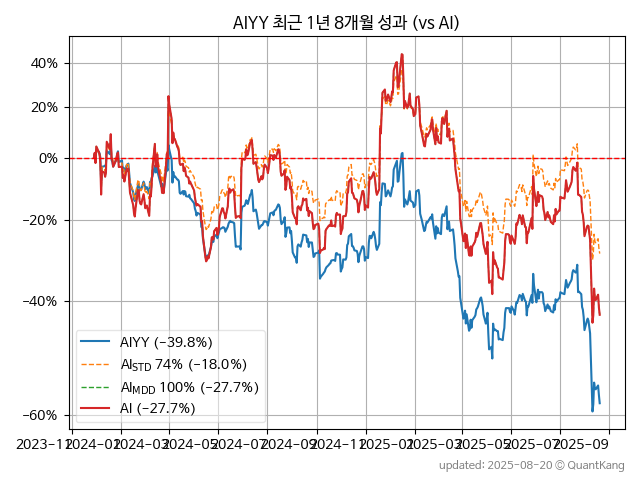 AIYY 최근 1년 8개월 성과 (vs AI)
40%
20%
0%
−20%
−40%
−60%
AIYY (−39.8%)
AI_STD 74% (−18.0%)
AI_MDD 100% (−27.7%)
AI (−27.7%)
2023−11 2024−01 2024−03 2024−05 2024−07 2024−09 2024−11 2025−01 2025−03 2025−05 2025−07 2025−09
updated: 2025-08-20 © QuantKang